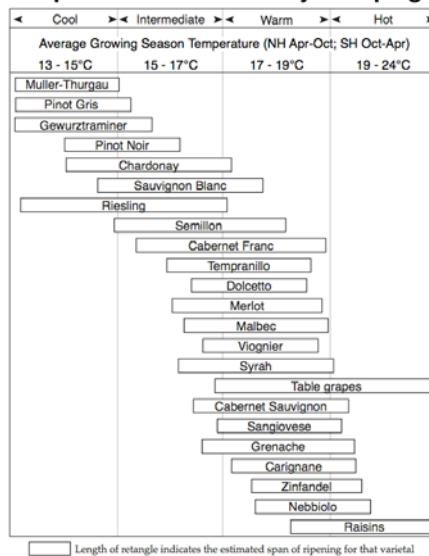 Cool Intermediate Warm Hot
Average Growing Season Temperature (NH Apr-Oct; SH Oct-Apr)
13 - 15°C 15 - 17°C 17 - 19°C 19 - 24°C
Muller-Thurgau
Pinot Gris
Gewurztraminer
Pinot Noir
Chardonay
Sauvignon Blanc
Riesling
Semillon
Cabernet Franc
Tempranillo
Dolcetto
Merlot
Malbec
Viognier
Syrah
Table grapes
Cabernet Sauvignon
Sangiovese
Grenache
Carignane
Zinfandel
Nebbiolo
Raisins
Length of retangle indicates the estimated span of ripening for that varietal